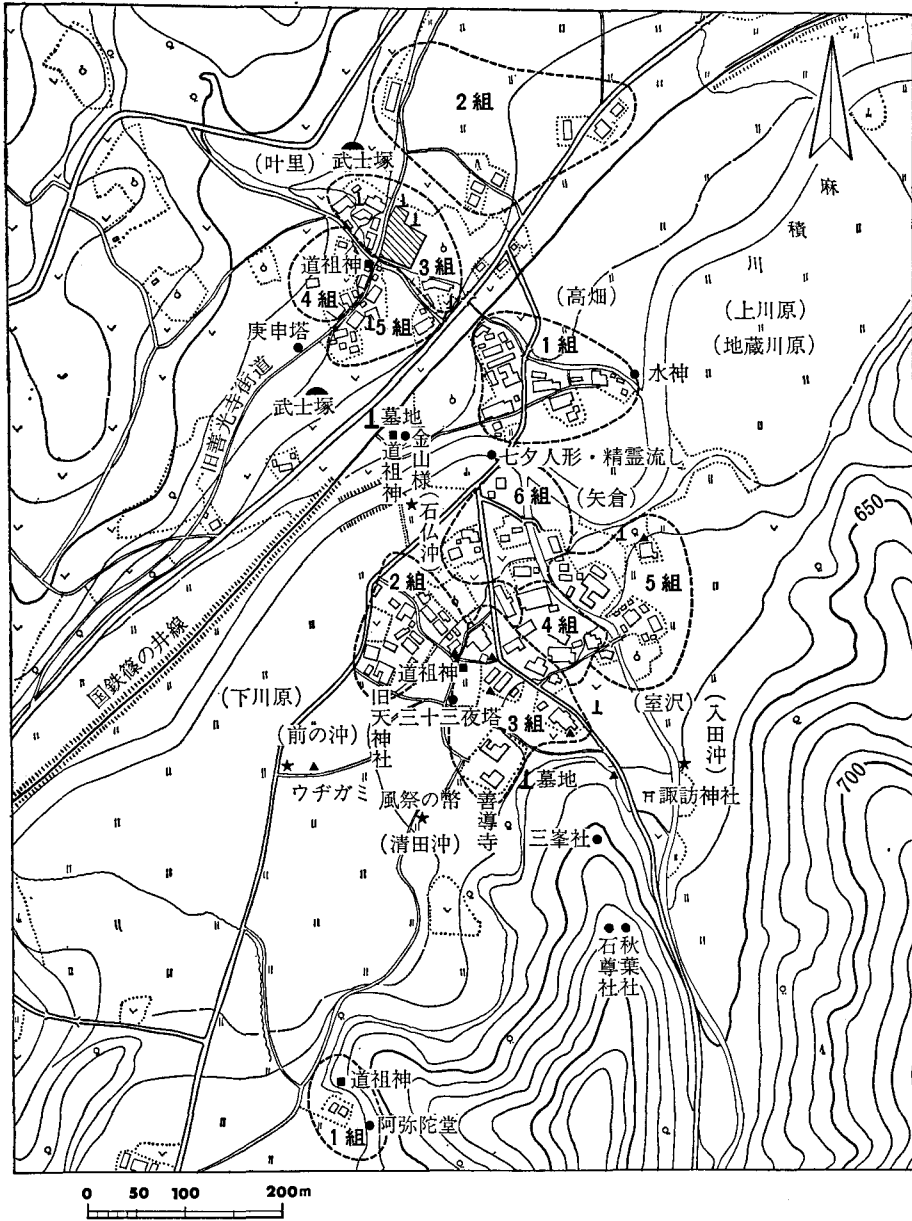 2組
(叶里)
武士塚
麻積川
道祖神
3組
4組
5組
(高畑)
(上川原)
(地蔵川原)
庚申塔
1組
水神
旧善光寺街道
武士塚
墓地
道祖神
金山様
七夕人形・精霊流し
6組
(矢倉)
(石仏沖)
650
2組
5組
4組
国鉄篠の井線
道祖神
(下川原)
二十三夜塔
旧天神社
3組
(室沢)
(入田沖)
(前の沖)
ウヂガミ
風祭の幣
善導寺
墓地
諏訪神社
700
(清田沖)
三峯社
石尊社
秋葉社
道祖神
阿弥陀堂
1組
0 50 100 200m